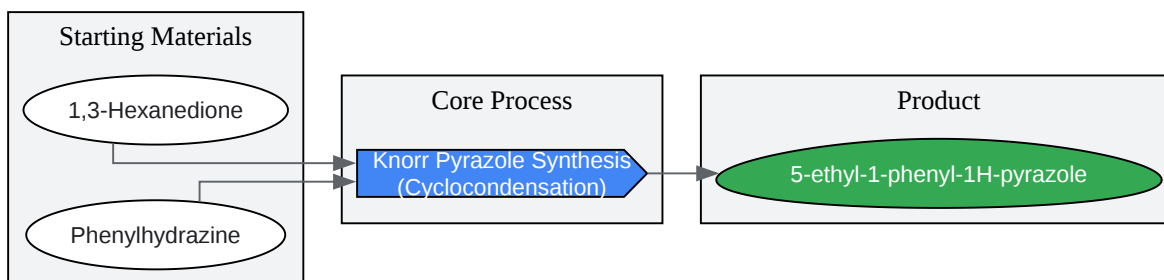 Starting Materials
1,3-Hexanedione
Phenylhydrazine
Core Process
Knorr Pyrazole Synthesis
(Cyclocondensation)
Product
5-ethyl-1-phenyl-1H-pyrazole